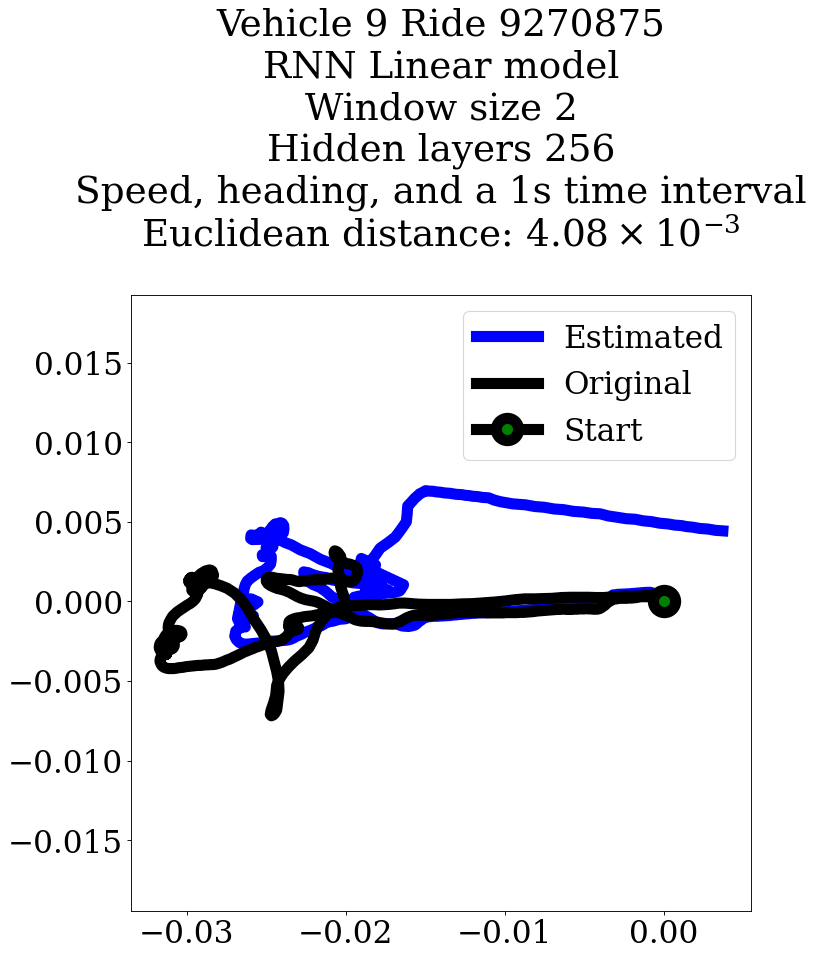 Vehicle 9 Ride 9270875
RNN Linear model
Window size 2
Hidden layers 256
Speed, heading, and a 1s time interval
Euclidean distance: 4.08 × 10⁻³
Estimated
Original
Start
0.015
0.010
0.005
0.000
−0.005
−0.010
−0.015
−0.03 −0.02 −0.01 0.00